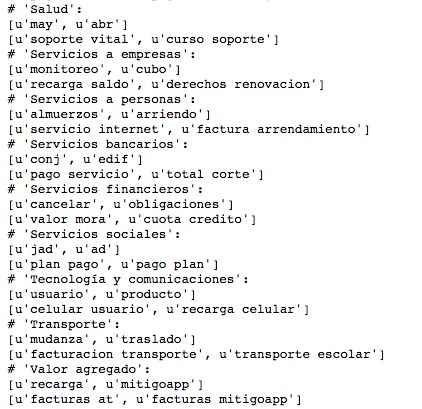 # 'Salud':
[u'may', u'abr']
[u'soporte vital', u'curso soporte']
# 'Servicios a empresas':
[u'monitoreo', u'cubo']
[u'recarga saldo', u'derechos renovacion']
# 'Servicios a personas':
[u'almuerzos', u'arriendo']
[u'servicio internet', u'factura arrendamiento']
# 'Servicios bancarios':
[u'conj', u'edif']
[u'pago servicio', u'total corte']
# 'Servicios financieros':
[u'cancelar', u'obligaciones']
[u'valor mora', u'cuota credito']
# 'Servicios sociales':
[u'jad', u'ad']
[u'plan pago', u'pago plan']
# 'Tecnología y comunicaciones':
[u'usuario', u'producto']
[u'celular usuario', u'recarga celular']
# 'Transporte':
[u'mudanza', u'traslado']
[u'facturacion transporte', u'transporte escolar']
# 'Valor agregado':
[u'recarga', u'mitigoapp']
[u'facturas at', u'facturas mitigoapp']